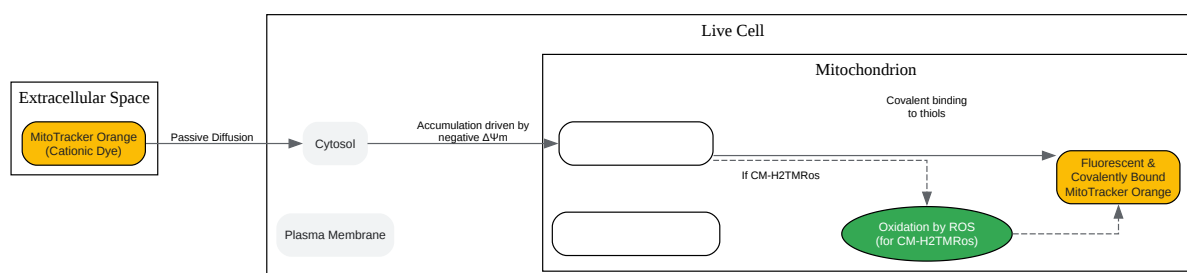 Live Cell
Mitochondrion
Extracellular Space
MitoTracker Orange
(Cationic Dye)
Passive Diffusion
Cytosol
Accumulation driven by
negative ΔΨm
Covalent binding
to thiols
If CM-H2TMRos
Fluorescent &
Covalently Bound
MitoTracker Orange
Plasma Membrane
Oxidation by ROS
(for CM-H2TMRos)